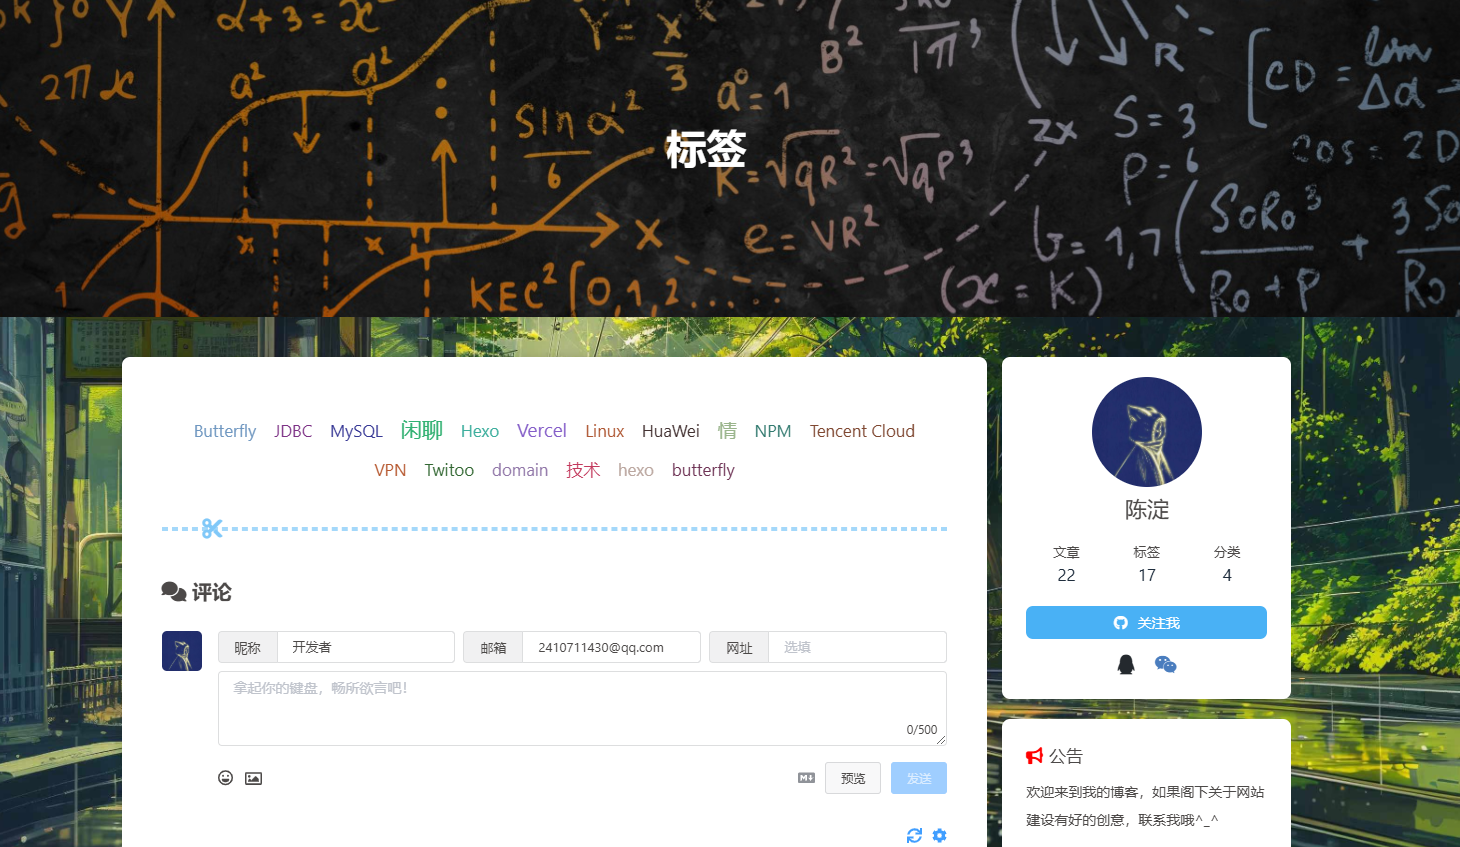 标签
Butterfly JDBC MySQL 闲聊 Hexo Vercel Linux HuaWei 情 NPM Tencent Cloud
VPN Twitoo domain 技术 hexo butterfly
评论
昵称 开发者 邮箱 2410711430@qq.com 网址 选填
拿起你的键盘，畅所欲言吧！
0/500
预览 发送
陈淀
文章 标签 分类
22 17 4
关注我
公告
欢迎来到我的博客，如果阁下关于网站
建设有好的创意，联系我哦^_^